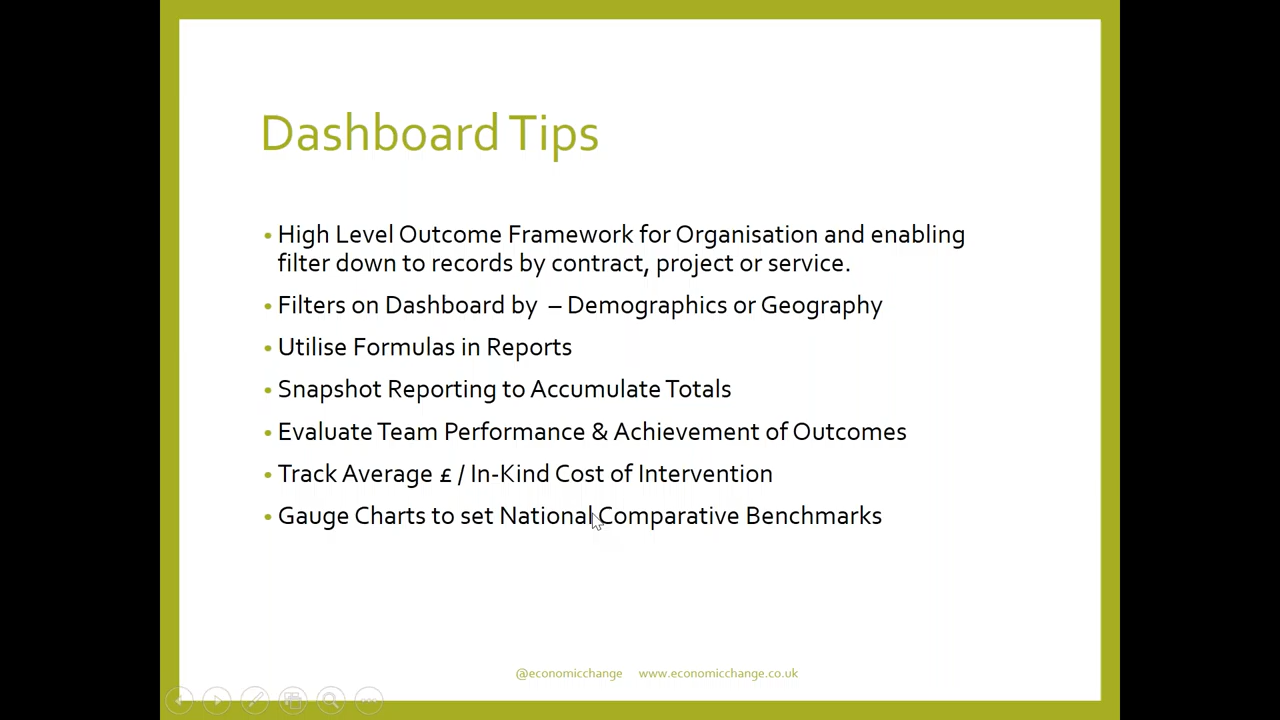 Dashboard Tips
• High Level Outcome Framework for Organisation and enabling
filter down to records by contract, project or service.
• Filters on Dashboard by – Demographics or Geography
• Utilise Formulas in Reports
• Snapshot Reporting to Accumulate Totals
• Evaluate Team Performance & Achievement of Outcomes
• Track Average £ / In-Kind Cost of Intervention
• Gauge Charts to set National Comparative Benchmarks
@economicchange www.economicchange.co.uk